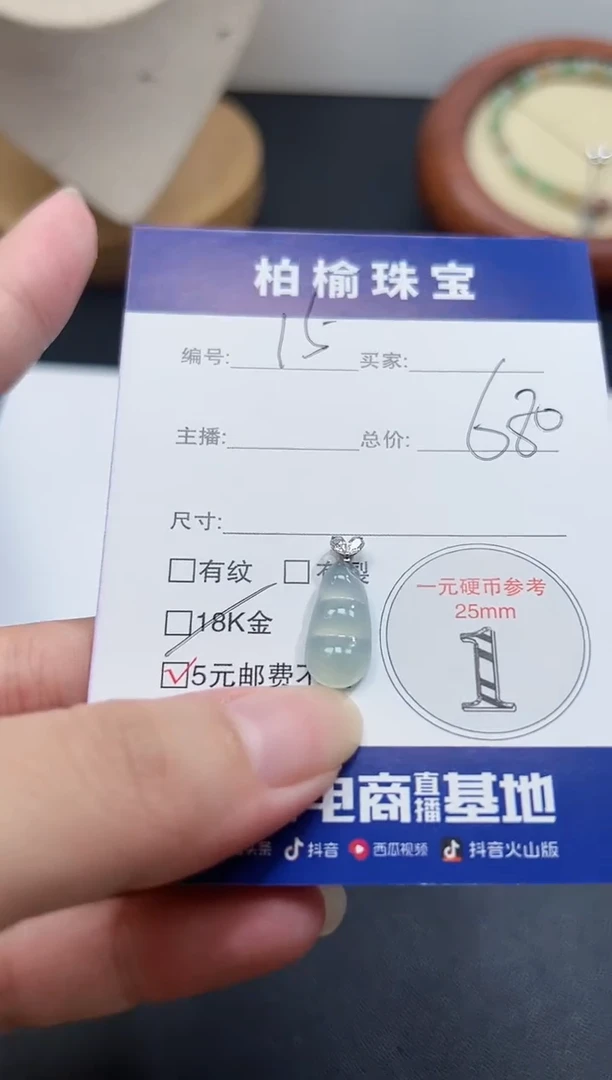 柏榆珠宝
编号: 15 买家:
主播: 总价: 680
尺寸:
有纹
18K金
5元邮费不
一元硬币参考
25mm
1
电商直播基地
抖音 西瓜视频 抖音火山版